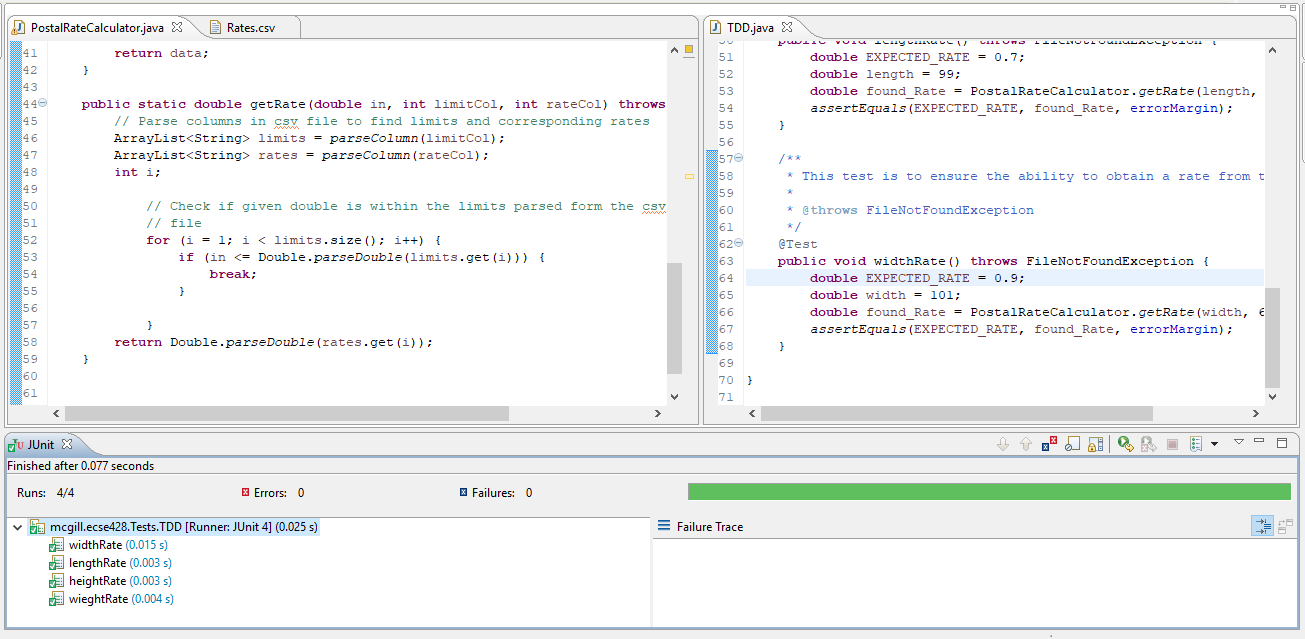 PostalRateCalculator.java
Rates.csv
41 return data;
42 }
43
44 public static double getRate(double in, int limitCol, int rateCol) throws
45 // Parse columns in csv file to find limits and corresponding rates
46 ArrayList<String> limits = parseColumn(limitCol);
47 ArrayList<String> rates = parseColumn(rateCol);
48 int i;
49
50 // Check if given double is within the limits parsed form the csv
51 // file
52 for (i = 1; i < limits.size(); i++) {
53 if (in <= Double.parseDouble(limits.get(i))) {
54 break;
55 }
56
57 }
58 return Double.parseDouble(rates.get(i));
59 }
60
61
TDD.java
50 public void lengthRate() throws FileNotFoundException {
51 double EXPECTED_RATE = 0.7;
52 double length = 99;
53 double found_Rate = PostalRateCalculator.getRate(length,
54 assertEquals(EXPECTED_RATE, found_Rate, errorMargin);
55 }
56
57 /**
58 * This test is to ensure the ability to obtain a rate from t
59 *
60 * @throws FileNotFoundException
61 */
62 @Test
63 public void widthRate() throws FileNotFoundException {
64 double EXPECTED_RATE = 0.9;
65 double width = 101;
66 double found_Rate = PostalRateCalculator.getRate(width, 6
67 assertEquals(EXPECTED_RATE, found_Rate, errorMargin);
68 }
69
70 }
71
JUnit
Finished after 0.077 seconds
Runs: 4/4 Errors: 0 Failures: 0
mcgill.ecse428.Tests.TDD [Runner: JUnit 4] (0.025 s)
widthRate (0.015 s)
lengthRate (0.003 s)
heightRate (0.003 s)
wieghtRate (0.004 s)
Failure Trace